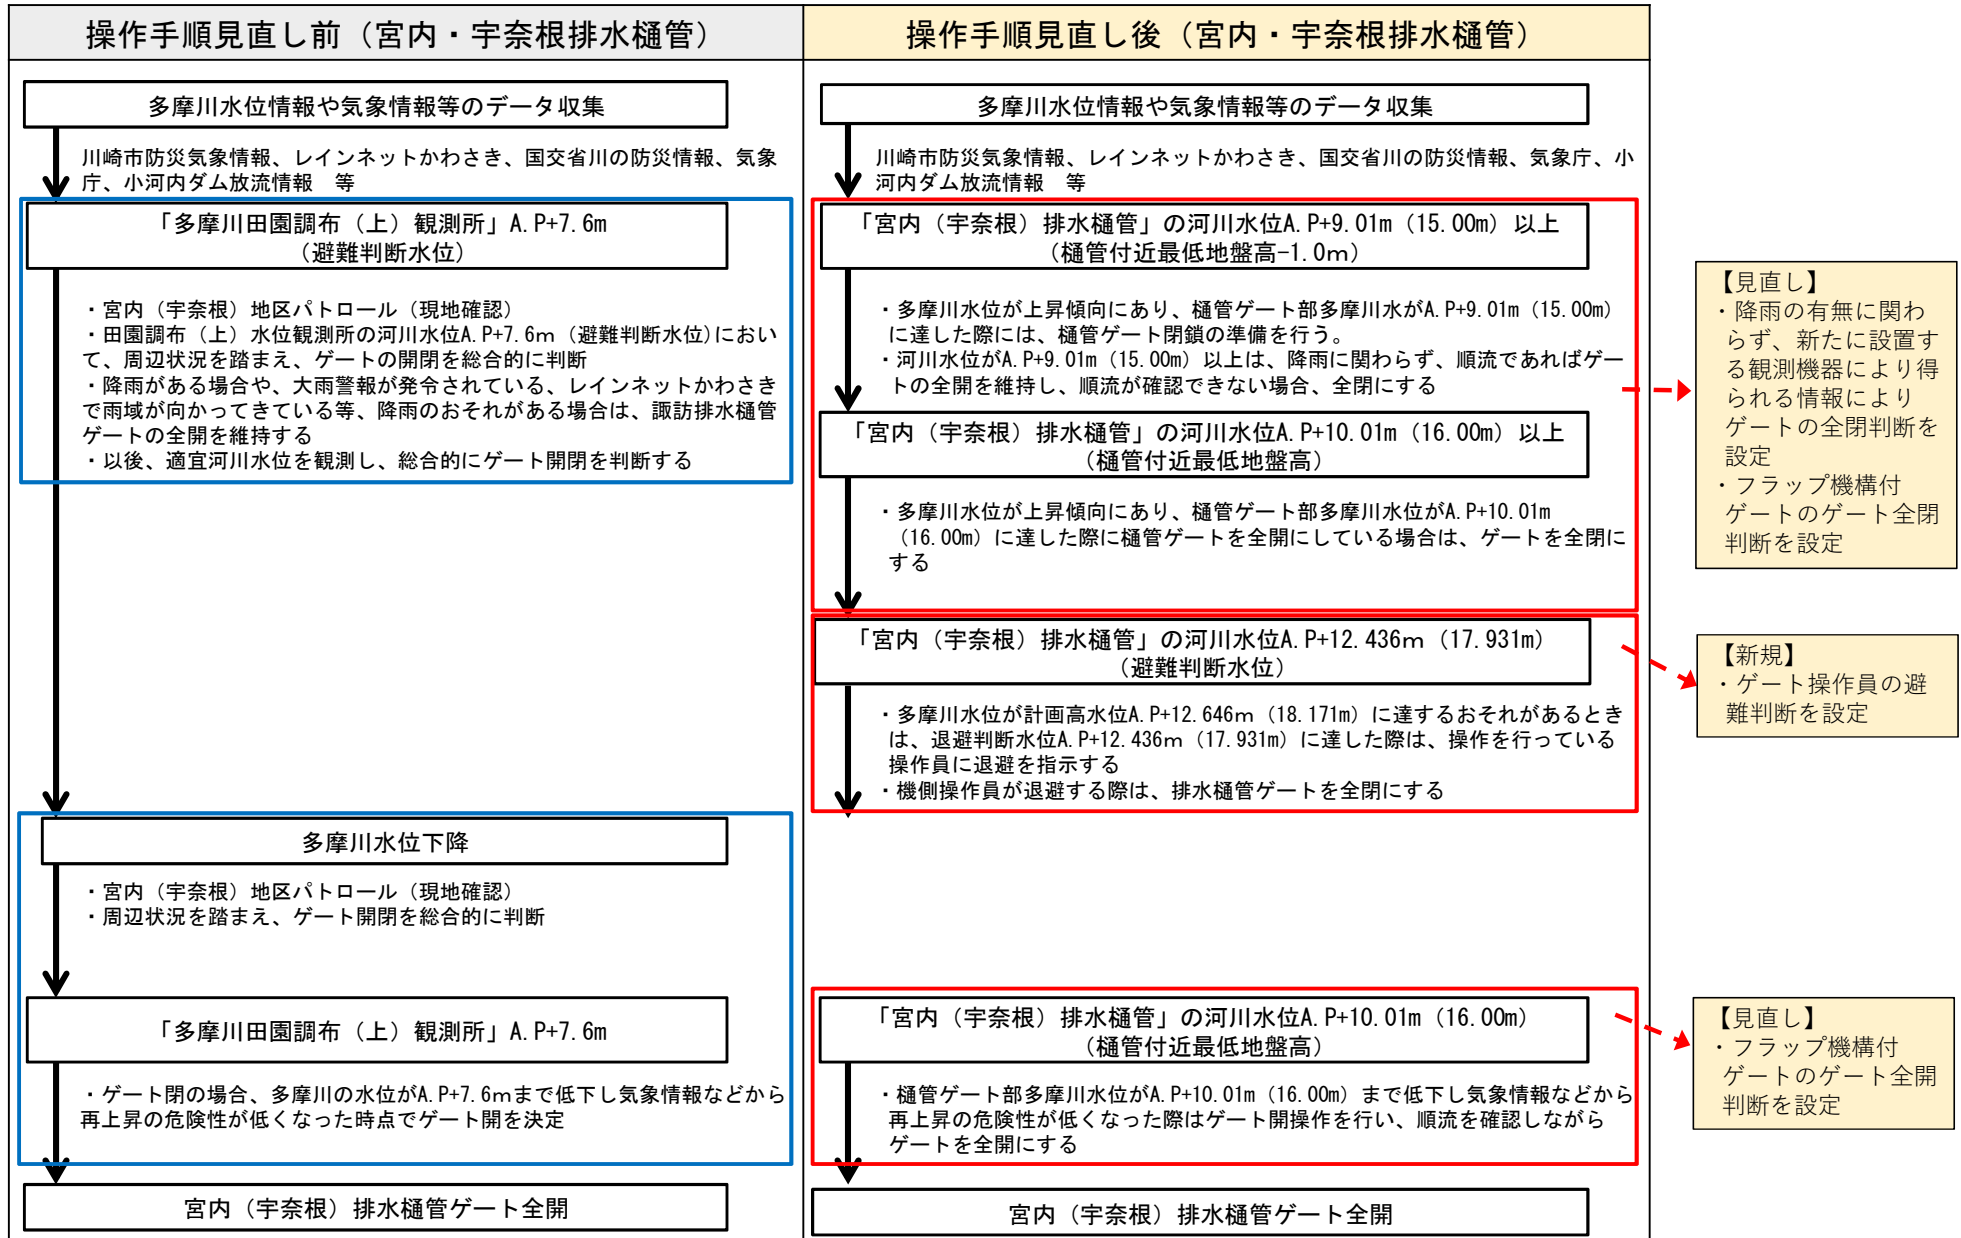 操作手順見直し前（宮内・宇奈根排水樋管）
多摩川水位情報や気象情報等のデータ収集
川崎市防災気象情報、レインネットかわさき、国交省川の防災情報、気象
庁、小河内ダム放流情報　等
「多摩川田園調布（上）観測所」A.P+7.6m
（避難判断水位）
・宮内（宇奈根）地区パトロール（現地確認）
・田園調布（上）水位観測所の河川水位A.P+7.6m（避難判断水位)におい
て、周辺状況を踏まえ、ゲートの開閉を総合的に判断
・降雨がある場合や、大雨警報が発令されている、レインネットかわさき
で雨域が向かってきている等、降雨のおそれがある場合は、諏訪排水樋管
ゲートの全開を維持する
・以後、適宜河川水位を観測し、総合的にゲート開閉を判断する
多摩川水位下降
・宮内（宇奈根）地区パトロール（現地確認）
・周辺状況を踏まえ、ゲート開閉を総合的に判断
「多摩川田園調布（上）観測所」A.P+7.6m
・ゲート閉の場合、多摩川の水位がA.P+7.6mまで低下し気象情報などから
再上昇の危険性が低くなった時点でゲート開を決定
宮内（宇奈根）排水樋管ゲート全開
操作手順見直し後（宮内・宇奈根排水樋管）
多摩川水位情報や気象情報等のデータ収集
川崎市防災気象情報、レインネットかわさき、国交省川の防災情報、気象庁、小
河内ダム放流情報　等
「宮内（宇奈根）排水樋管」の河川水位A.P+9.01m（15.00m）以上
（樋管付近最低地盤高-1.0m）
・多摩川水位が上昇傾向にあり、樋管ゲート部多摩川水がA.P+9.01m（15.00m）
に達した際には、樋管ゲート閉鎖の準備を行う。
・河川水位がA.P+9.01m（15.00m）以上は、降雨に関わらず、順流であればゲー
トの全開を維持し、順流が確認できない場合、全閉にする
「宮内（宇奈根）排水樋管」の河川水位A.P+10.01m（16.00m）以上
（樋管付近最低地盤高）
・多摩川水位が上昇傾向にあり、樋管ゲート部多摩川水位がA.P+10.01m
（16.00m）に達した際に樋管ゲートを全開にしている場合は、ゲートを全閉に
する
「宮内（宇奈根）排水樋管」の河川水位A.P+12.436m（17.931m）
（避難判断水位）
・多摩川水位が計画高水位A.P+12.646m（18.171m）に達するおそれがあるとき
は、退避判断水位A.P+12.436m（17.931m）に達した際は、操作を行っている
操作員に退避を指示する
・機側操作員が退避する際は、排水樋管ゲートを全閉にする
「宮内（宇奈根）排水樋管」の河川水位A.P+10.01m（16.00m）
（樋管付近最低地盤高）
・樋管ゲート部多摩川水位がA.P+10.01m（16.00m）まで低下し気象情報などから
再上昇の危険性が低くなった際はゲート開操作を行い、順流を確認しながら
ゲートを全開にする
宮内（宇奈根）排水樋管ゲート全開
【見直し】
・降雨の有無に関わ
らず、新たに設置す
る観測機器により得
られる情報により
ゲートの全閉判断を
設定
・フラップ機構付
ゲートのゲート全閉
判断を設定
【新規】
・ゲート操作員の避
難判断を設定
【見直し】
・フラップ機構付
ゲートのゲート全開
判断を設定